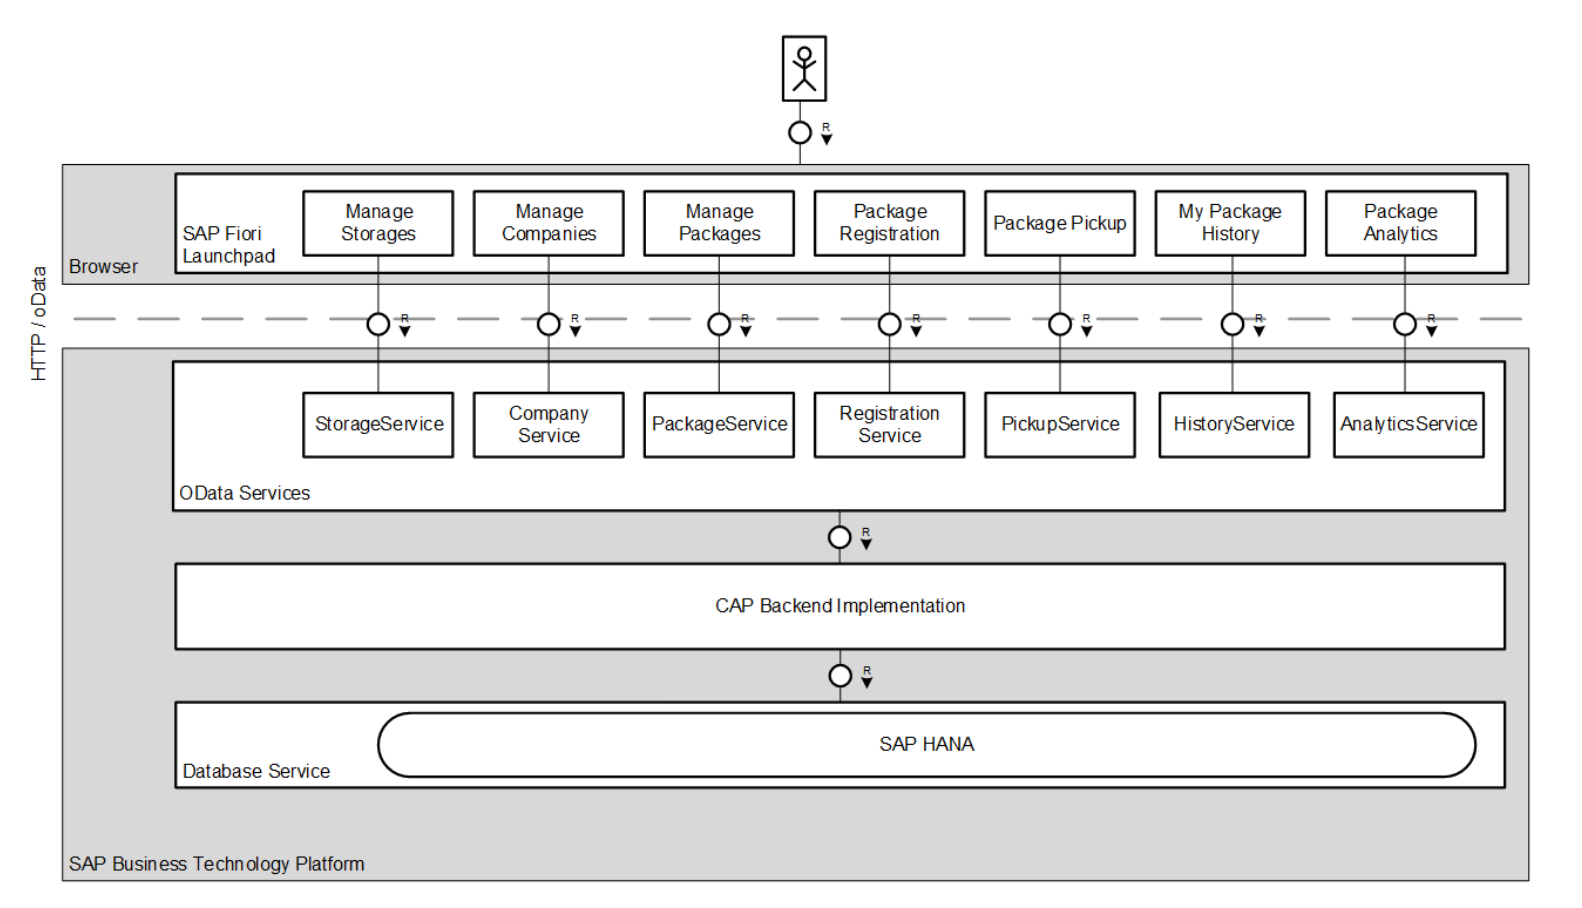 R
Manage
Storages
Manage
Companies
Manage
Packages
Package
Registration
Package Pickup
My Package
History
Package
Analytics
SAP Fiori
Launchpad
Browser
HTTP / oData
R
R
R
R
R
R
R
StorageService
Company
Service
PackageService
Registration
Service
PickupService
HistoryService
AnalyticsService
OData Services
R
CAP Backend Implementation
R
SAP HANA
Database Service
SAP Business Technology Platform